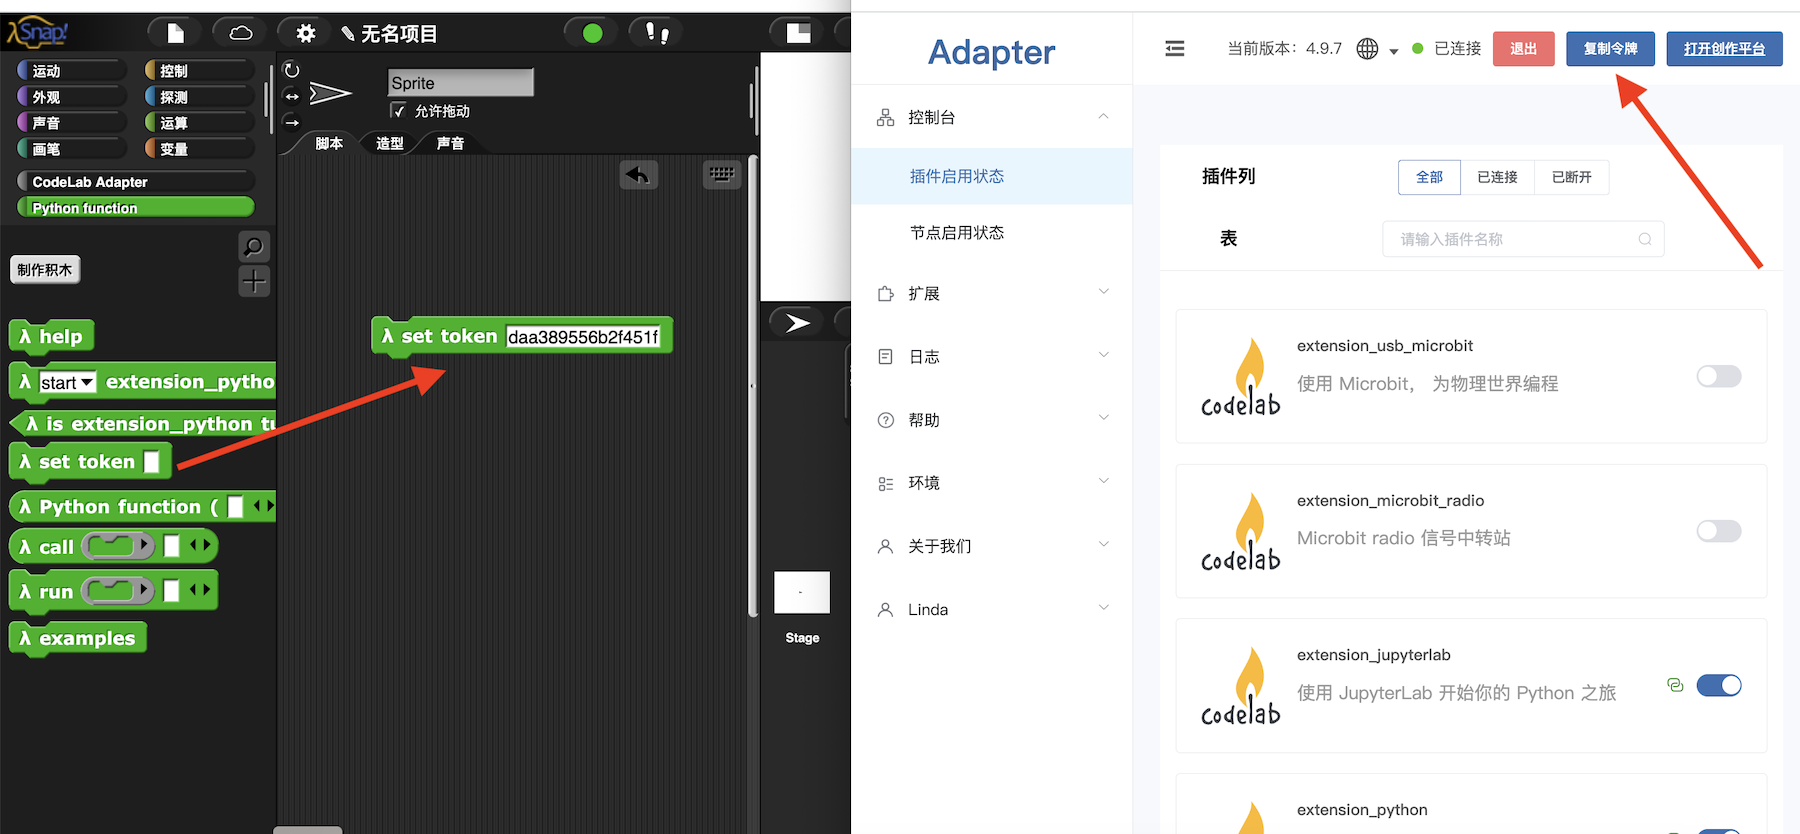 Snap!
无名项目
运动
控制
外观
探测
声音
运算
画笔
变量
CodeLab Adapter
Python function
制作积木
λ help
λ start extension_pytho
λ is extension_python tu
λ set token
λ Python function (
λ call
λ run
λ examples
Sprite
允许拖动
脚本
造型
声音
λ set token daa389556b2f451f
Stage
Adapter
控制台
插件启用状态
节点启用状态
扩展
日志
帮助
环境
关于我们
Linda
当前版本：4.9.7
已连接
退出
复制令牌
打开创作平台
插件列表
全部
已连接
已断开
请输入插件名称
codelab
extension_usb_microbit
使用 Microbit， 为物理世界编程
codelab
extension_microbit_radio
Microbit radio 信号中转站
codelab
extension_jupyterlab
使用 JupyterLab 开始你的 Python 之旅
extension_python